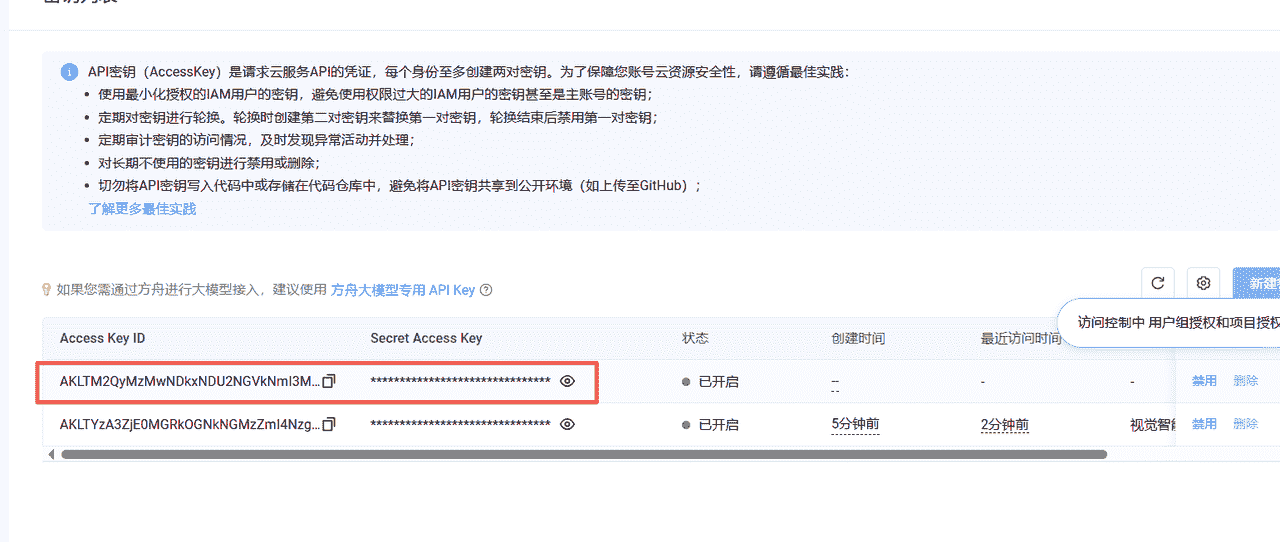 API密钥（AccessKey）是请求云服务API的凭证，每个身份至多创建两对密钥。为了保障您账号云资源安全性，请遵循最佳实践：
使用最小化授权的IAM用户的密钥，避免使用权限过大的IAM用户的密钥甚至是主账号的密钥；
定期对密钥进行轮换。轮换时创建第二对密钥来替换第一对密钥，轮换结束后禁用第一对密钥；
定期审计密钥的访问情况，及时发现异常活动并处理；
对长期不使用的密钥进行禁用或删除；
切勿将API密钥写入代码中或存储在代码仓库中，避免将API密钥共享到公开环境（如上传至GitHub）；
了解更多最佳实践
如果您需通过方舟进行大模型接入，建议使用 方舟大模型专用 API Key
新建
访问控制中 用户组授权和项目授权
Access Key ID Secret Access Key 状态 创建时间 最近访问时间
AKLTM2QyMzMwNDkxNDU2NGVkNmI3M... ******************************* 已开启 -- - - 禁用 删除
AKLTYzA3ZjE0MGRkOGNkNGMzZmI4Nzg... ******************************* 已开启 5分钟前 2分钟前 视觉智能 禁用 删除